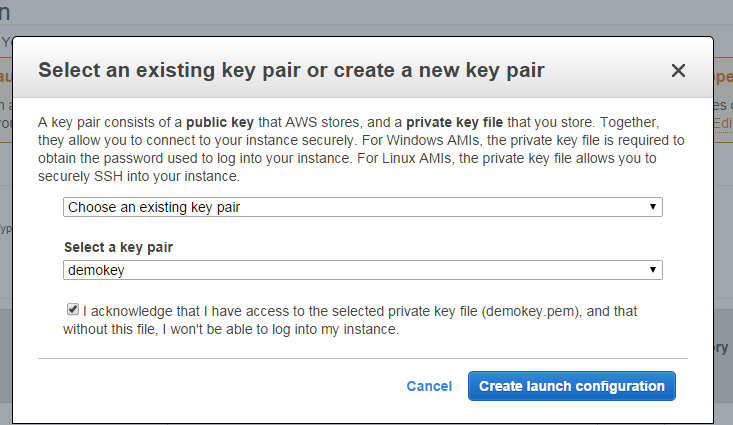 n
Select an existing key pair or create a new key pair
A key pair consists of a public key that AWS stores, and a private key file that you store. Together,
they allow you to connect to your instance securely. For Windows AMIs, the private key file is required to
obtain the password used to log into your instance. For Linux AMIs, the private key file allows you to
securely SSH into your instance.
Choose an existing key pair
Select a key pair
demokey
I acknowledge that I have access to the selected private key file (demokey.pem), and that
without this file, I won't be able to log into my instance.
Cancel
Create launch configuration
Edi